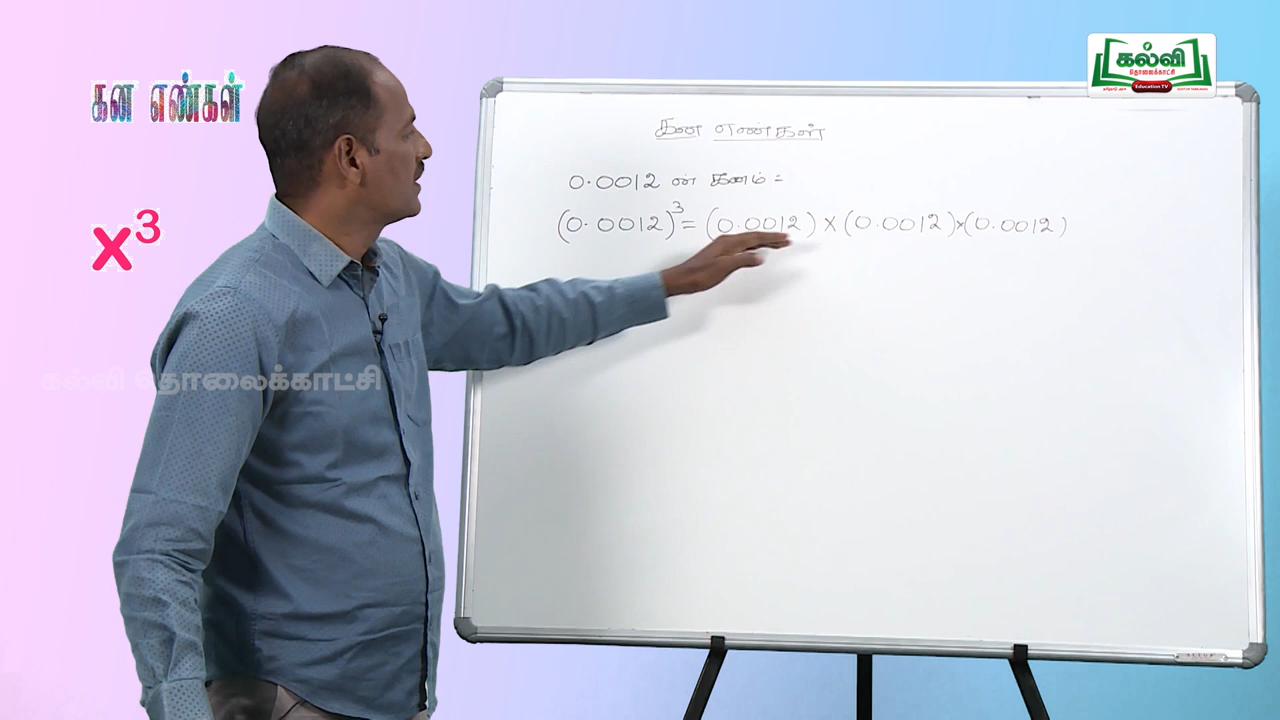 கன எண்கள்
x³
கல்வி
தொலைக்காட்சி
Education TV
கன எண்கள்
0.0012 ன் கனம் =
(0.0012)³ = (0.0012) × (0.0012) × (0.0012)
கல்வி தொலைக்காட்சி